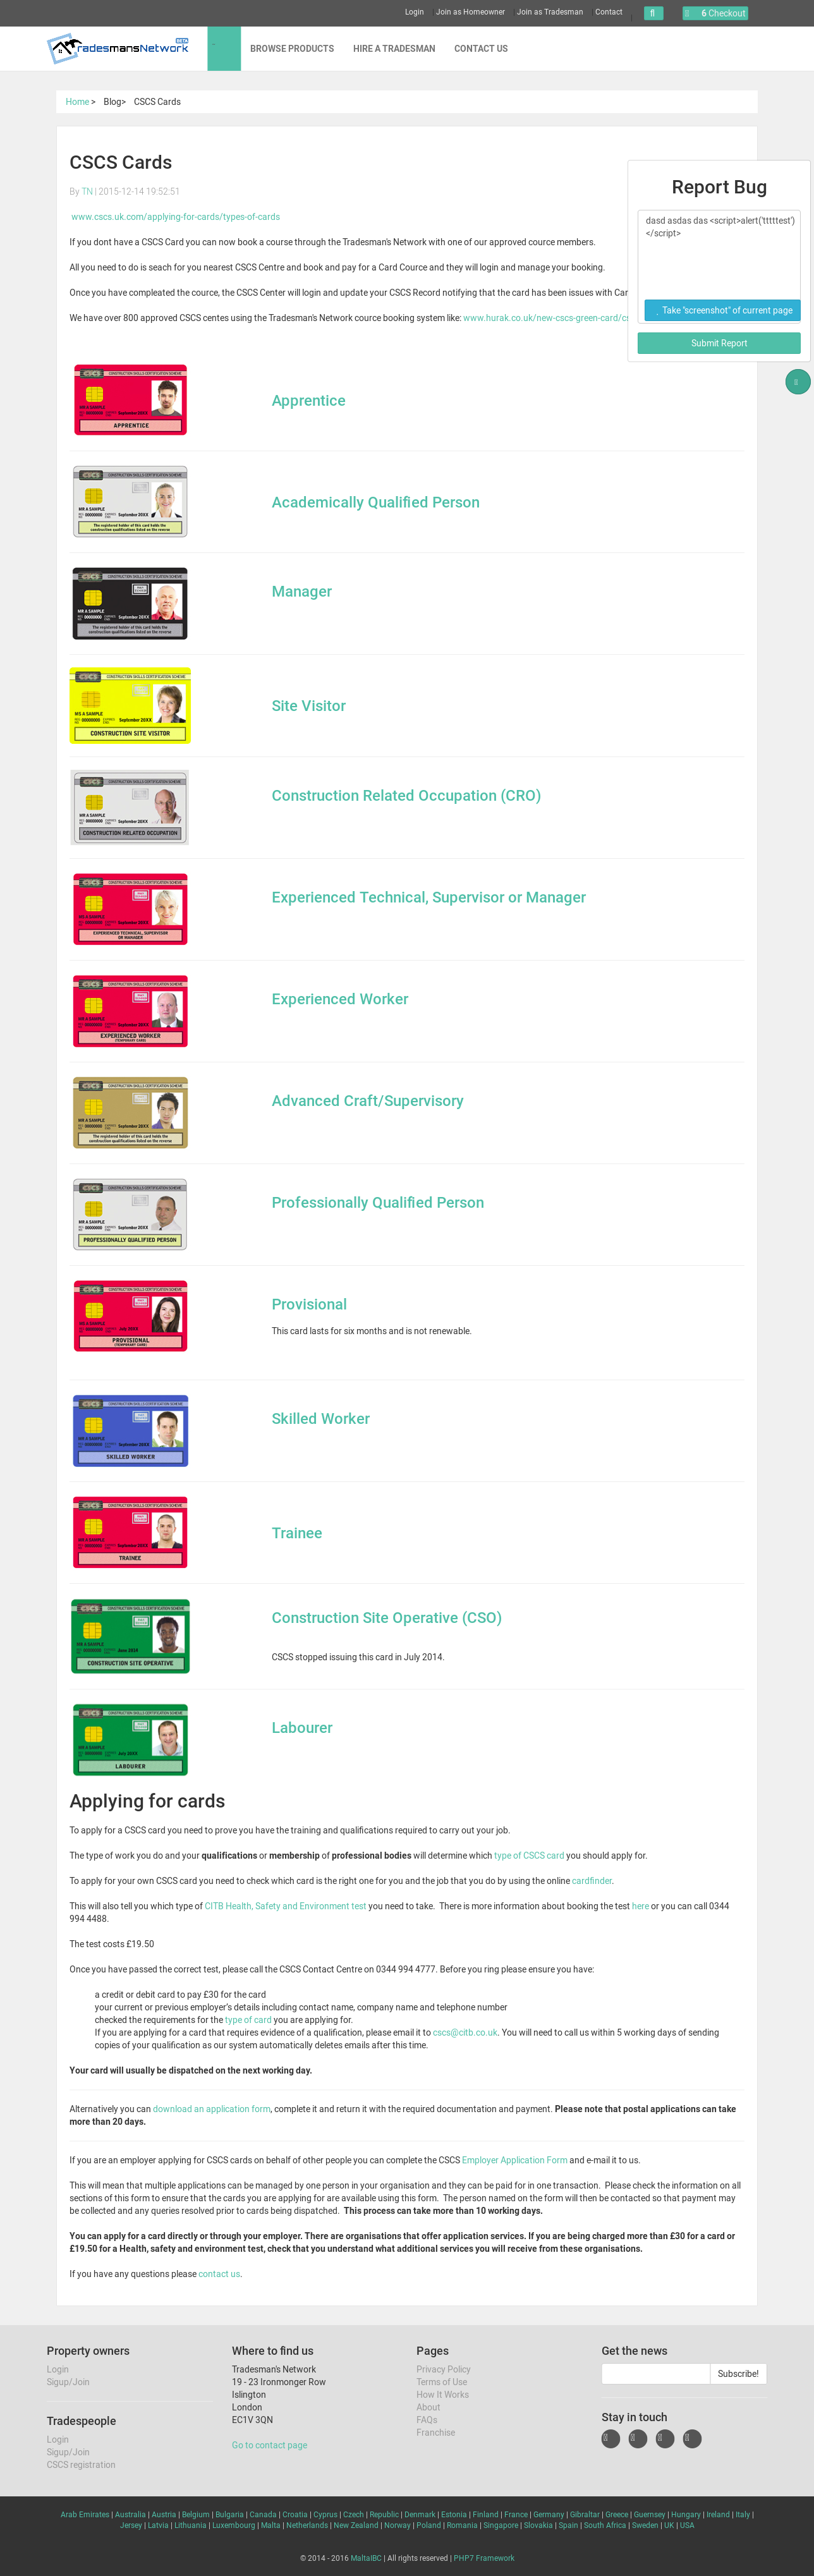 Login | Join as Homeowner | Join as Tradesman | Contact |
6 Checkout
TradesmansNetwork BETA
BROWSE PRODUCTS HIRE A TRADESMAN CONTACT US
Home > Blog> CSCS Cards
CSCS Cards
By TN | 2015-12-14 19:52:51
www.cscs.uk.com/applying-for-cards/types-of-cards
If you dont have a CSCS Card you can now book a course through the Tradesman's Network with one of our approved cource members.
All you need to do is seach for you nearest CSCS Centre and book and pay for a Card Cource and they will login and manage your booking.
Once you have compleated the cource, the CSCS Center will login and update your CSCS Record notifying that the card has been issues with Car
We have over 800 approved CSCS centes using the Tradesman's Network cource booking system like: www.hurak.co.uk/new-cscs-green-card/cs
Report Bug
dasd asdas das <script>alert('tttttest')
</script>
Take "screenshot" of current page
Submit Report
APPRENTICE
Apprentice
Academically Qualified Person
Manager
CONSTRUCTION SITE VISITOR
Site Visitor
CONSTRUCTION RELATED OCCUPATION
Construction Related Occupation (CRO)
EXPERIENCED TECHNICAL, SUPERVISOR
OR MANAGER
Experienced Technical, Supervisor or Manager
EXPERIENCED WORKER
(TEMPORARY CARD)
Experienced Worker
Advanced Craft/Supervisory
PROFESSIONALLY QUALIFIED PERSON
Professionally Qualified Person
PROVISIONAL
(TEMPORARY CARD)
Provisional
This card lasts for six months and is not renewable.
SKILLED WORKER
Skilled Worker
TRAINEE
Trainee
CONSTRUCTION SITE OPERATIVE
Construction Site Operative (CSO)
CSCS stopped issuing this card in July 2014.
LABOURER
Labourer
Applying for cards
To apply for a CSCS card you need to prove you have the training and qualifications required to carry out your job.
The type of work you do and your qualifications or membership of professional bodies will determine which type of CSCS card you should apply for.
To apply for your own CSCS card you need to check which card is the right one for you and the job that you do by using the online cardfinder.
This will also tell you which type of CITB Health, Safety and Environment test you need to take. There is more information about booking the test here or you can call 0344
994 4488.
The test costs £19.50
Once you have passed the correct test, please call the CSCS Contact Centre on 0344 994 4777. Before you ring please ensure you have:
a credit or debit card to pay £30 for the card
your current or previous employer's details including contact name, company name and telephone number
checked the requirements for the type of card you are applying for.
If you are applying for a card that requires evidence of a qualification, please email it to cscs@citb.co.uk. You will need to call us within 5 working days of sending
copies of your qualification as our system automatically deletes emails after this time.
Your card will usually be dispatched on the next working day.
Alternatively you can download an application form, complete it and return it with the required documentation and payment. Please note that postal applications can take
more than 20 days.
If you are an employer applying for CSCS cards on behalf of other people you can complete the CSCS Employer Application Form and e-mail it to us.
This will mean that multiple applications can be managed by one person in your organisation and they can be paid for in one transaction. Please check the information on all
sections of this form to ensure that the cards you are applying for are available using this form. The person named on the form will then be contacted so that payment may
be collected and any queries resolved prior to cards being dispatched. This process can take more than 10 working days.
You can apply for a card directly or through your employer. There are organisations that offer application services. If you are being charged more than £30 for a card or
£19.50 for a Health, safety and environment test, check that you understand what additional services you will receive from these organisations.
If you have any questions please contact us.
Property owners
Login
Sigup/Join
Tradespeople
Login
Sigup/Join
CSCS registration
Where to find us
Tradesman's Network
19 - 23 Ironmonger Row
Islington
London
EC1V 3QN
Go to contact page
Pages
Privacy Policy
Terms of Use
How It Works
About
FAQs
Franchise
Get the news
Subscribe!
Stay in touch
Arab Emirates | Australia | Austria | Belgium | Bulgaria | Canada | Croatia | Cyprus | Czech | Republic | Denmark | Estonia | Finland | France | Germany | Gibraltar | Greece | Guernsey | Hungary | Ireland | Italy |
Jersey | Latvia | Lithuania | Luxembourg | Malta | Netherlands | New Zealand | Norway | Poland | Romania | Singapore | Slovakia | Spain | South Africa | Sweden | UK | USA
© 2014 - 2016 MaltaIBC | All rights reserved | PHP7 Framework